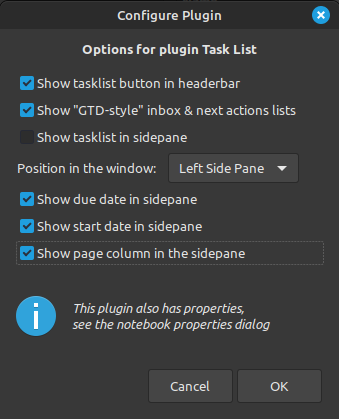 Configure Plugin
Options for plugin Task List
Show tasklist button in headerbar
Show "GTD-style" inbox & next actions lists
Show tasklist in sidepane
Position in the window: Left Side Pane
Show due date in sidepane
Show start date in sidepane
Show page column in the sidepane
This plugin also has properties,
see the notebook properties dialog
Cancel OK